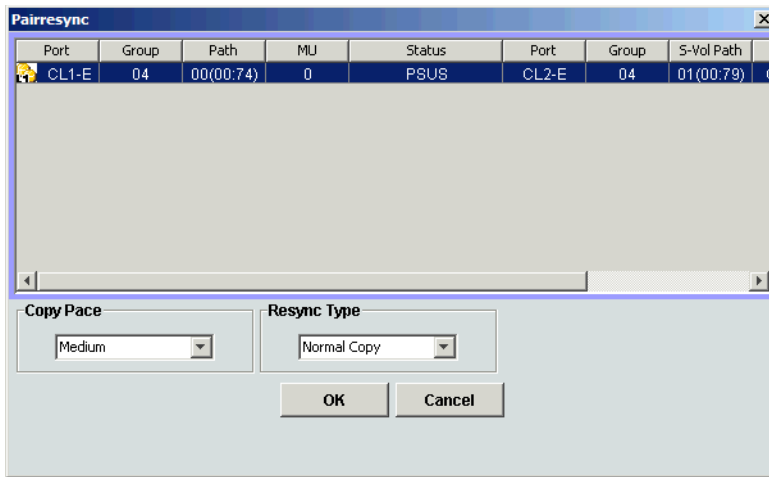 Pairresync
Port Group Path MU Status Port Group S-Vol Path
CL1-E 04 00(00:74) 0 PSUS CL2-E 04 01(00:79)
Copy Pace Resync Type
Medium Normal Copy
OK Cancel